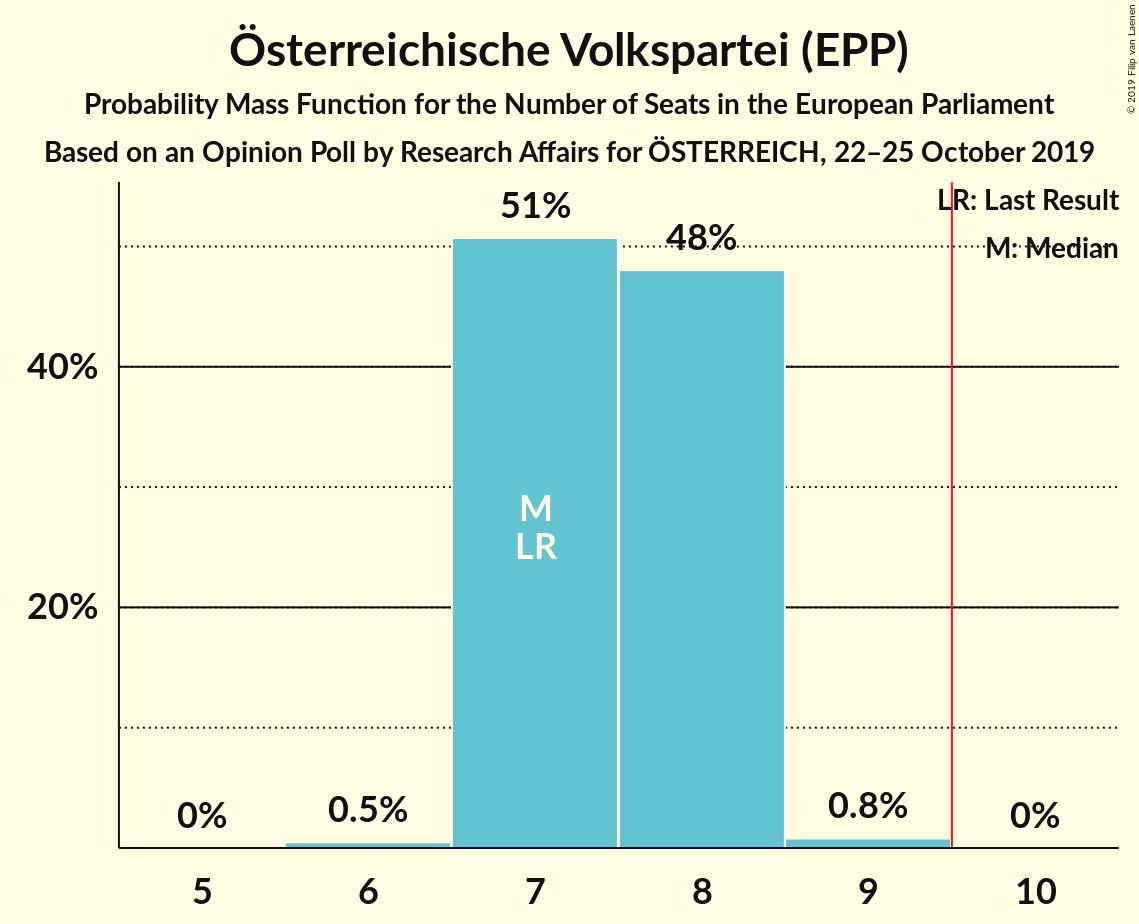 Österreichische Volkspartei (EPP)
Probability Mass Function for the Number of Seats in the European Parliament
Based on an Opinion Poll by Research Affairs for ÖSTERREICH, 22–25 October 2019
© 2019 Filip van Laenen
LR: Last Result
M: Median
51%
48%
40%
M
LR
20%
0%
0.5%
0.8%
0%
5
6
7
8
9
10